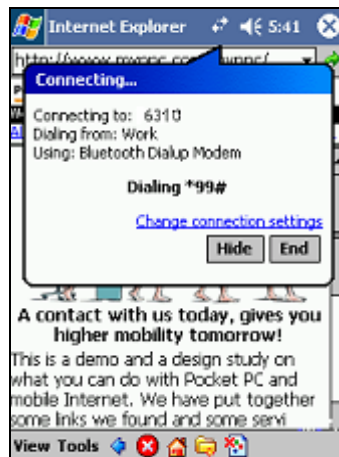 Internet Explorer 5:41
Connecting...
Connecting to: 6310
Dialing from: Work
Using: Bluetooth Dialup Modem
Dialing *99#
Change connection settings
Hide End
A contact with us today, gives you
higher mobility tomorrow!
This is a demo and a design study on
what you can do with Pocket PC and
mobile Internet. We have put together
some links we found and some servi
View Tools